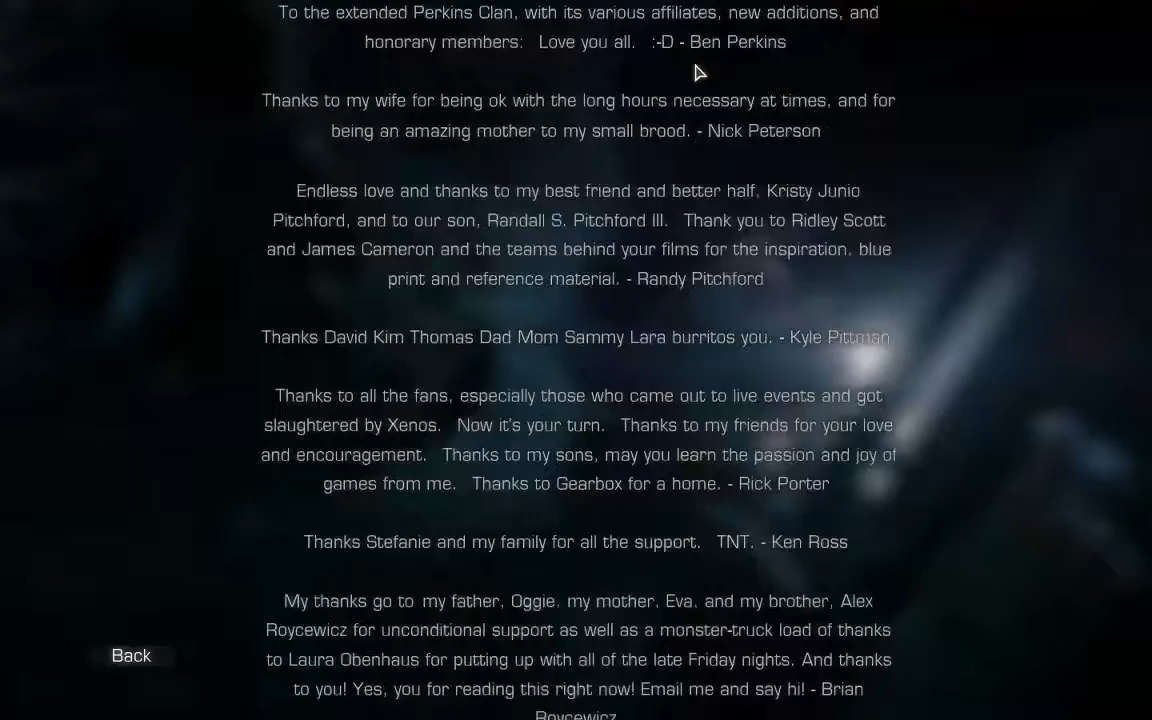 To the extended Perkins Clan, with its various affiliates, new additions, and
honorary members: Love you all. :-D - Ben Perkins
Thanks to my wife for being ok with the long hours necessary at times, and for
being an amazing mother to my small brood. - Nick Peterson
Endless love and thanks to my best friend and better half, Kristy Junio
Pitchford, and to our son, Randall S. Pitchford III. Thank you to Ridley Scott
and James Cameron and the teams behind your films for the inspiration, blue
print and reference material. - Randy Pitchford
Thanks David Kim Thomas Dad Mom Sammy Lara burritos you. - Kyle Pittman
Thanks to all the fans, especially those who came out to live events and got
slaughtered by Xenos. Now it's your turn. Thanks to my friends for your love
and encouragement. Thanks to my sons, may you learn the passion and joy of
games from me. Thanks to Gearbox for a home. - Rick Porter
Thanks Stefanie and my family for all the support. TNT. - Ken Ross
My thanks go to my father, Oggie, my mother, Eva, and my brother, Alex
Roycewicz for unconditional support as well as a monster-truck load of thanks
to Laura Obenhaus for putting up with all of the late Friday nights. And thanks
to you! Yes, you for reading this right now! Email me and say hi! - Brian
Roycewicz
Back